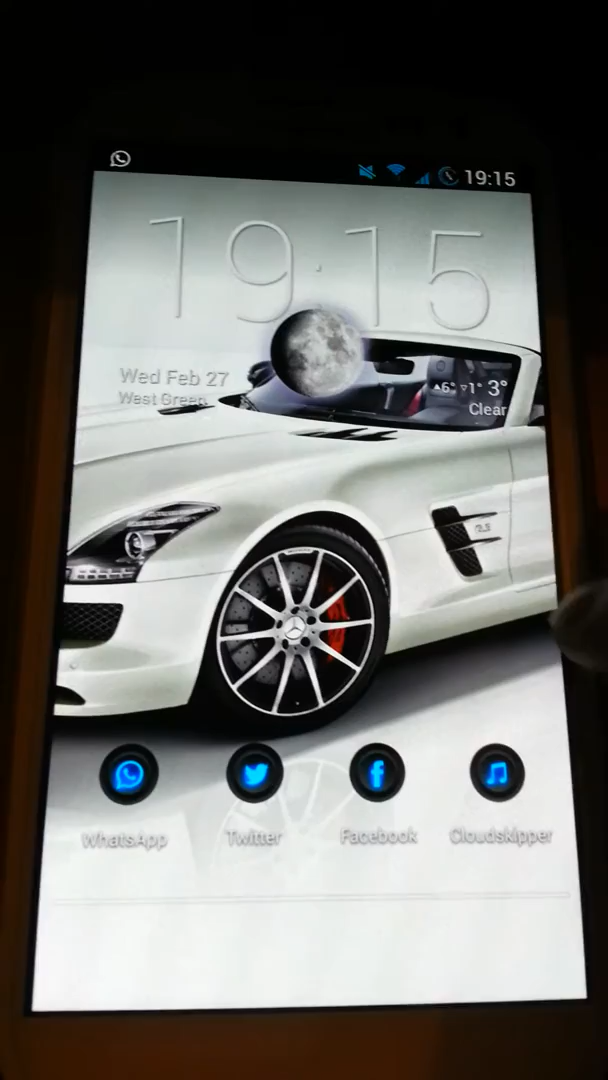 19:15
19:15
Wed Feb 27
West Green
▲6° ▽1° 3°
Clear
WhatsApp
Twitter
Facebook
Cloudskipper